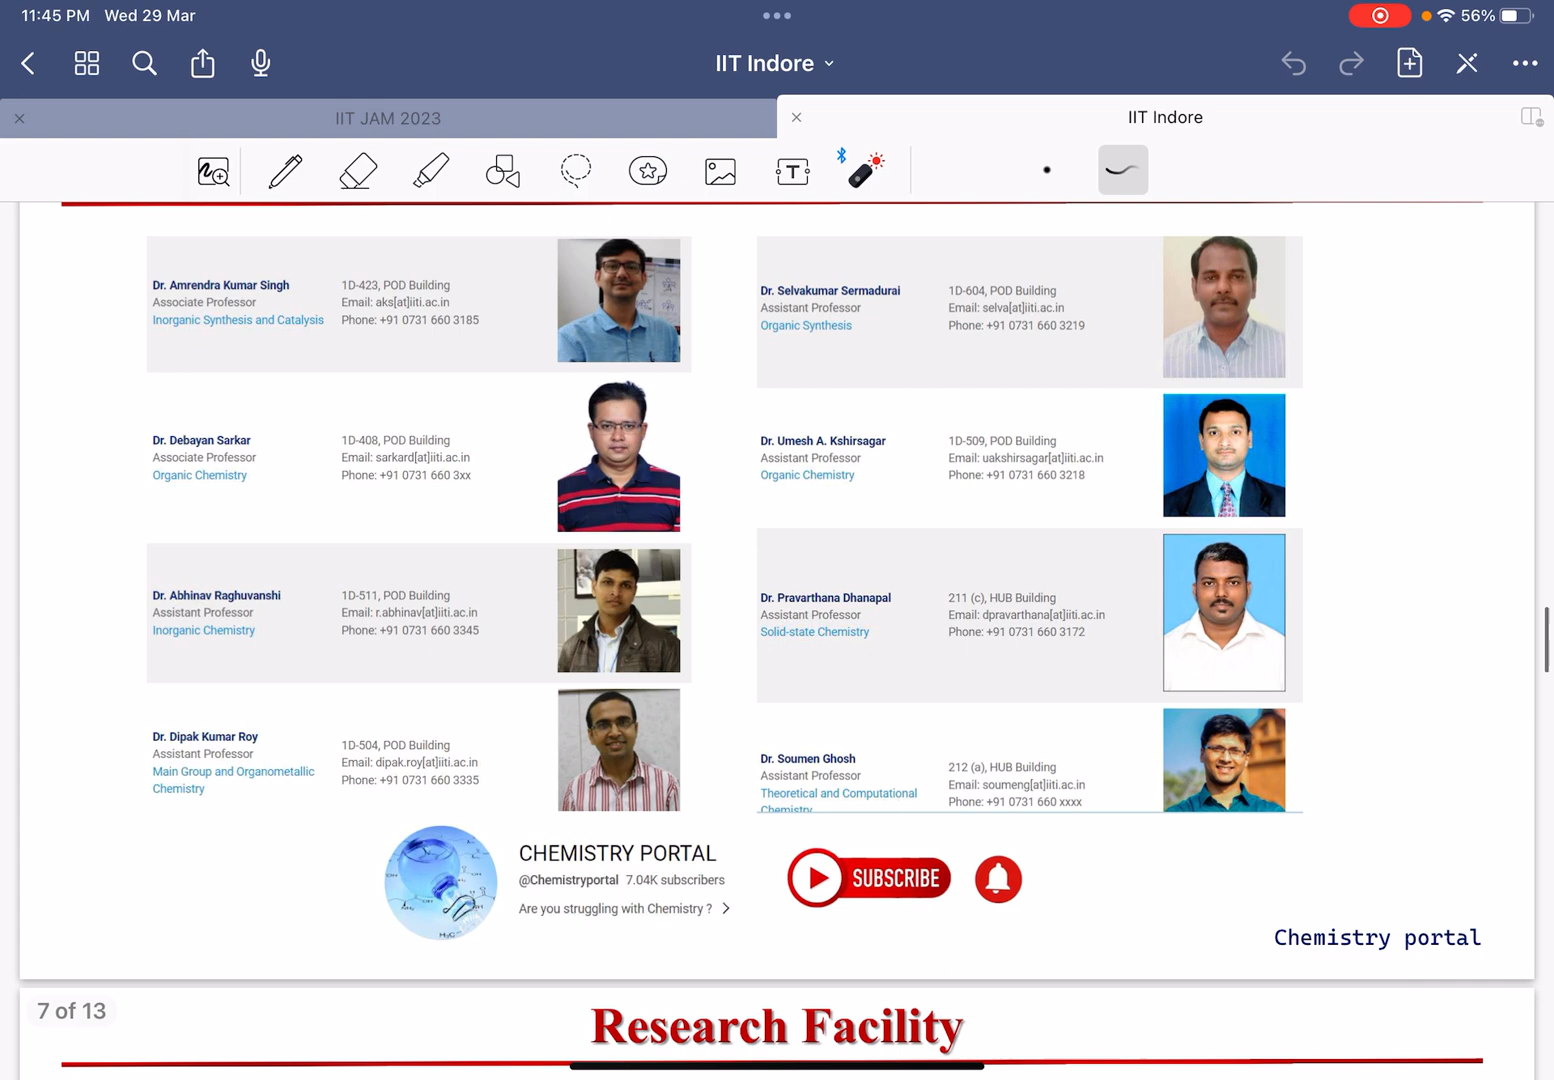 11:45 PM Wed 29 Mar
56%
IIT Indore
IIT JAM 2023
IIT Indore
T
Dr. Amrendra Kumar Singh
Associate Professor
Inorganic Synthesis and Catalysis
1D-423, POD Building
Email: aks[at]iiti.ac.in
Phone: +91 0731 660 3185
Dr. Selvakumar Sermadurai
Assistant Professor
Organic Synthesis
1D-604, POD Building
Email: selva[at]iiti.ac.in
Phone: +91 0731 660 3219
Dr. Debayan Sarkar
Associate Professor
Organic Chemistry
1D-408, POD Building
Email: sarkard[at]iiti.ac.in
Phone: +91 0731 660 3xx
Dr. Umesh A. Kshirsagar
Assistant Professor
Organic Chemistry
1D-509, POD Building
Email: uakshirsagar[at]iiti.ac.in
Phone: +91 0731 660 3218
Dr. Abhinav Raghuvanshi
Assistant Professor
Inorganic Chemistry
1D-511, POD Building
Email: r.abhinav[at]iiti.ac.in
Phone: +91 0731 660 3345
Dr. Pravarthana Dhanapal
Assistant Professor
Solid-state Chemistry
211 (c), HUB Building
Email: dpravarthana[at]iiti.ac.in
Phone: +91 0731 660 3172
Dr. Dipak Kumar Roy
Assistant Professor
Main Group and Organometallic
Chemistry
1D-504, POD Building
Email: dipak.roy[at]iiti.ac.in
Phone: +91 0731 660 3335
Dr. Soumen Ghosh
Assistant Professor
Theoretical and Computational
Chemistry
212 (a), HUB Building
Email: soumeng[at]iiti.ac.in
Phone: +91 0731 660 xxxx
CHEMISTRY PORTAL
@Chemistryportal 7.04K subscribers
Are you struggling with Chemistry ?
SUBSCRIBE
Chemistry portal
7 of 13
Research Facility